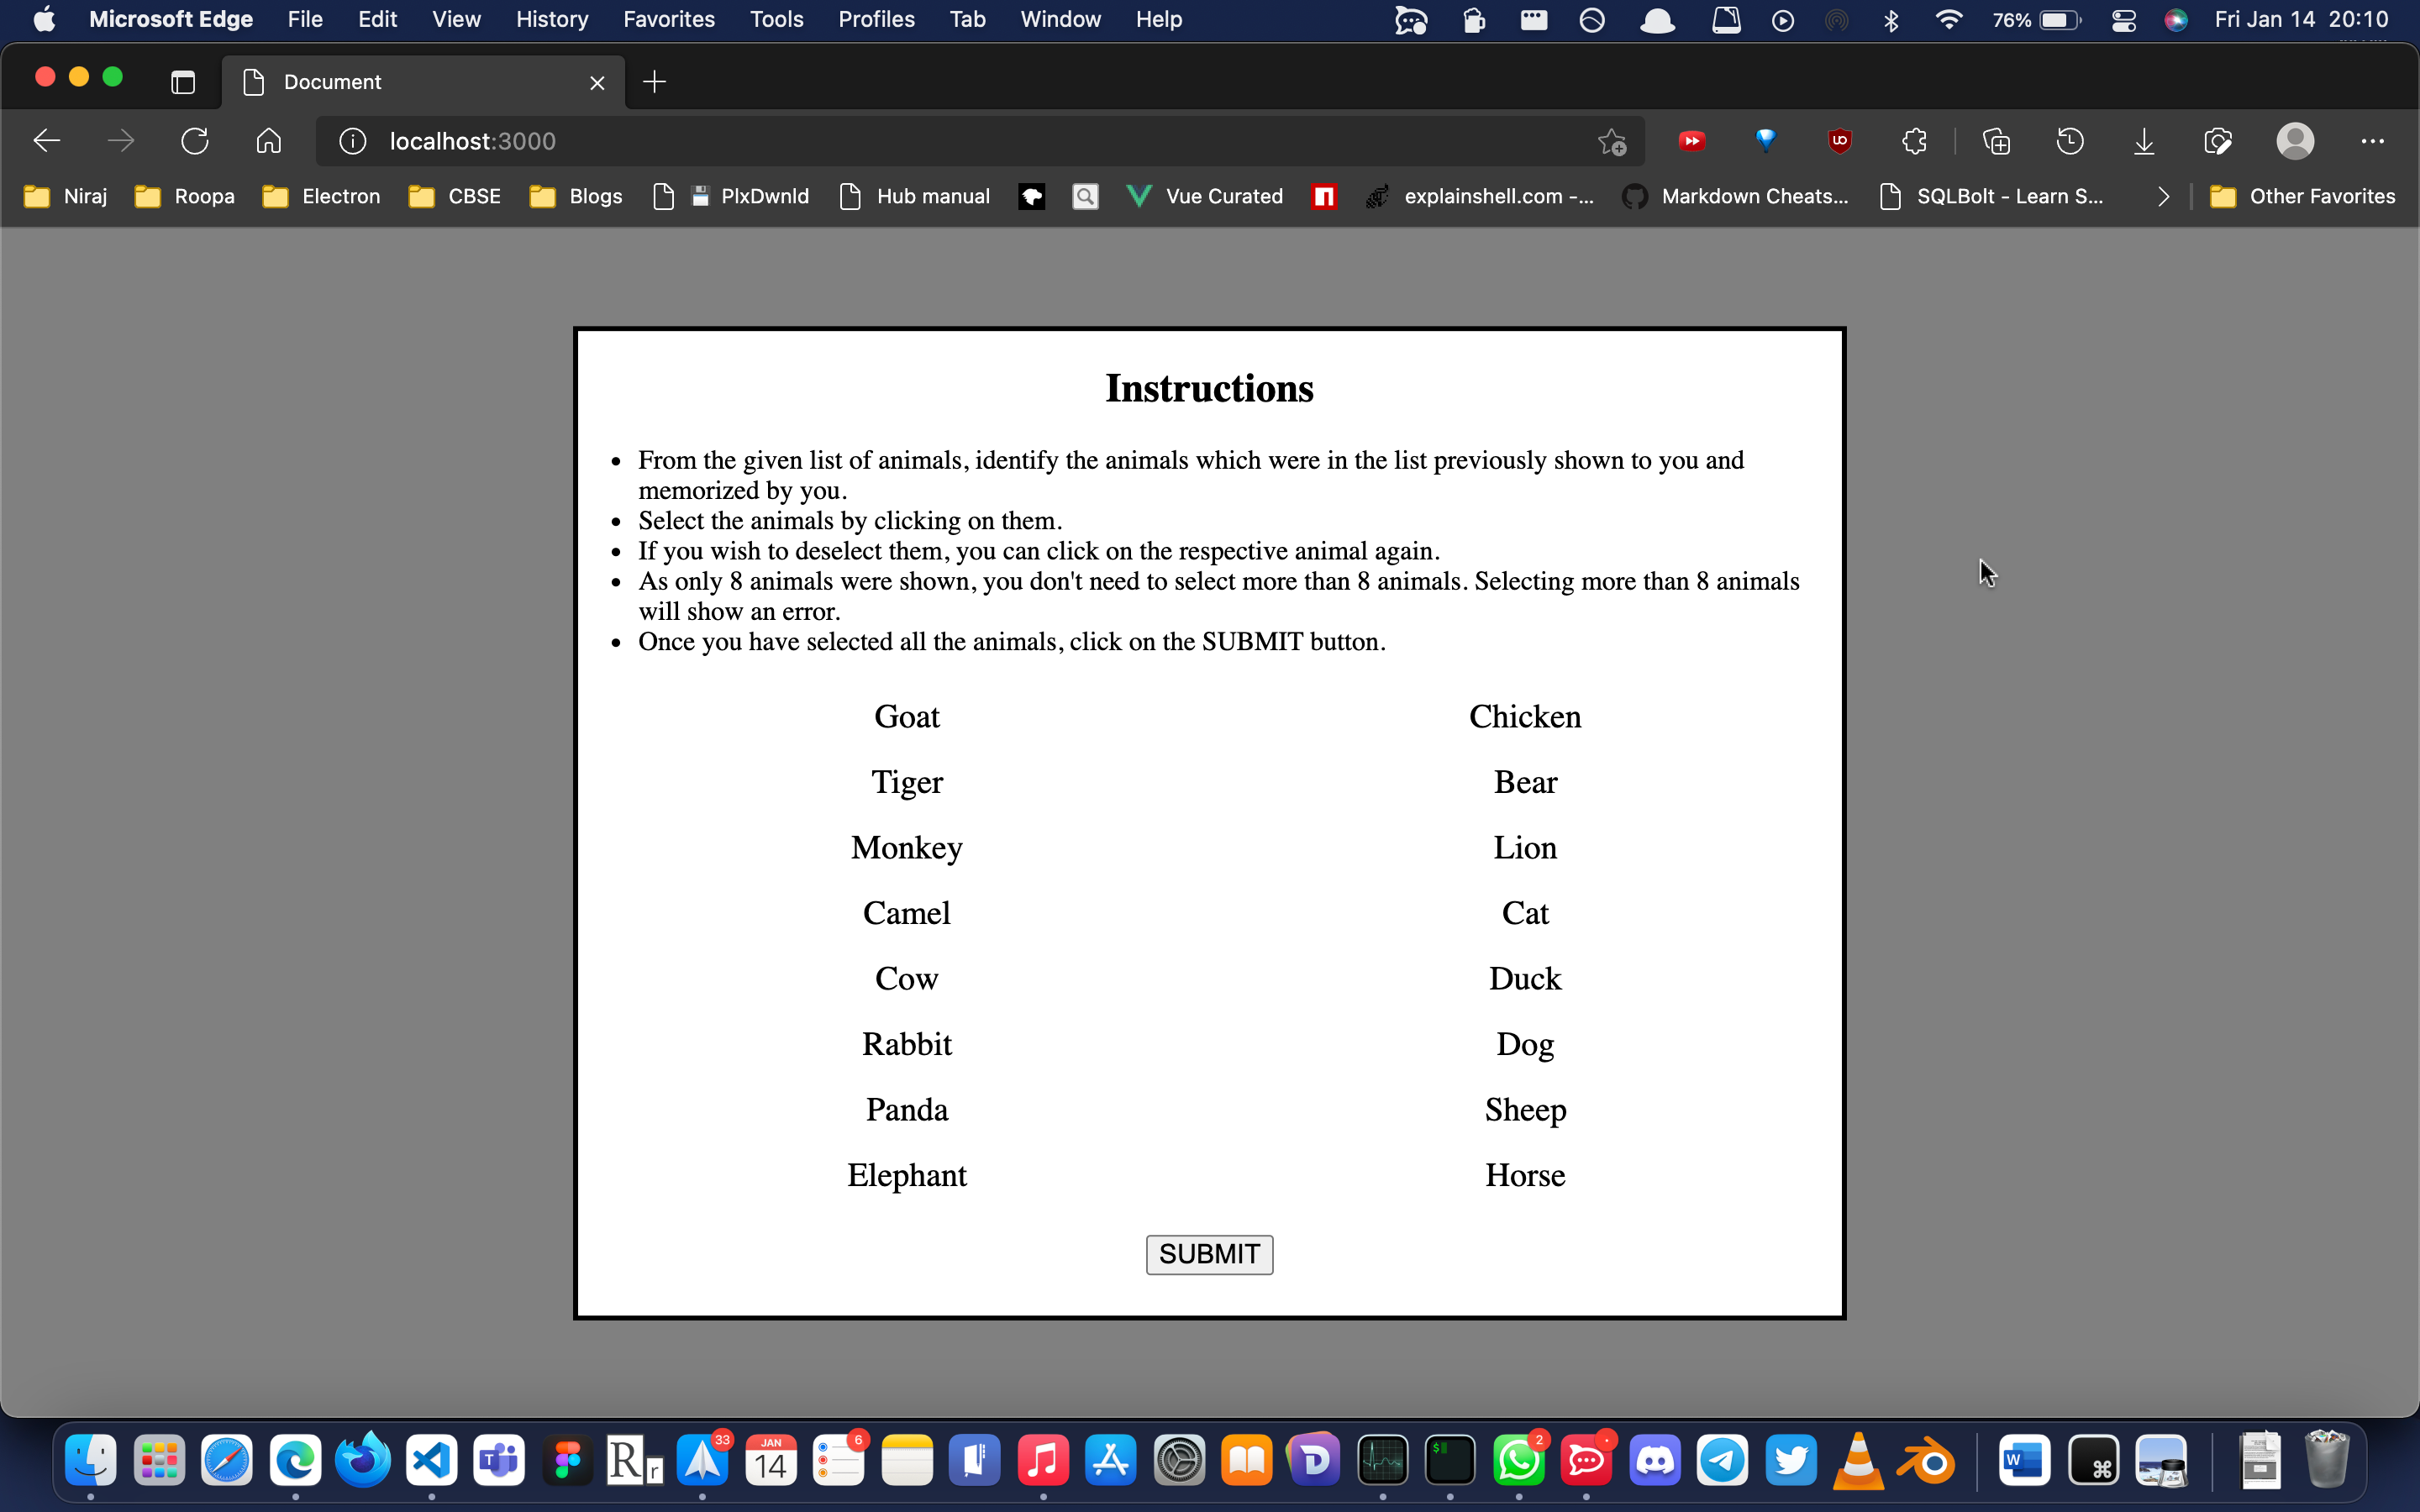 Microsoft Edge File Edit View History Favorites Tools Profiles Tab Window Help 76% Fri Jan 14 20:10
Document
localhost:3000
Niraj Roopa Electron CBSE Blogs PlxDwnld Hub manual Vue Curated explainshell.com -... Markdown Cheats... SQLBolt - Learn S... Other Favorites
Instructions
• From the given list of animals, identify the animals which were in the list previously shown to you and
memorized by you.
• Select the animals by clicking on them.
• If you wish to deselect them, you can click on the respective animal again.
• As only 8 animals were shown, you don't need to select more than 8 animals. Selecting more than 8 animals
will show an error.
• Once you have selected all the animals, click on the SUBMIT button.
Goat Chicken
Tiger Bear
Monkey Lion
Camel Cat
Cow Duck
Rabbit Dog
Panda Sheep
Elephant Horse
SUBMIT
33 JAN 14 6 2